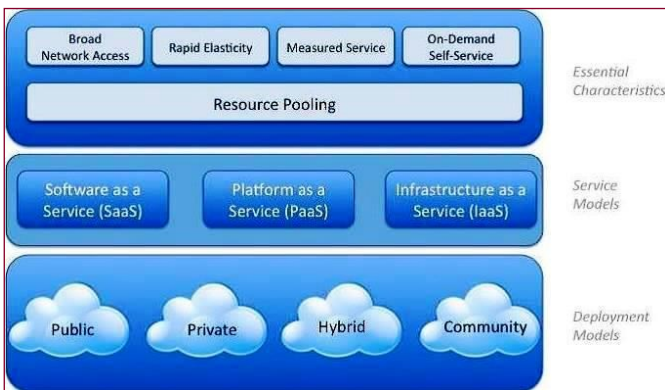 Broad
Network Access
Rapid Elasticity
Measured Service
On-Demand
Self-Service
Resource Pooling
Essential
Characteristics
Software as a
Service (SaaS)
Platform as a
Service (PaaS)
Infrastructure as a
Service (IaaS)
Service
Models
Public
Private
Hybrid
Community
Deployment
Models